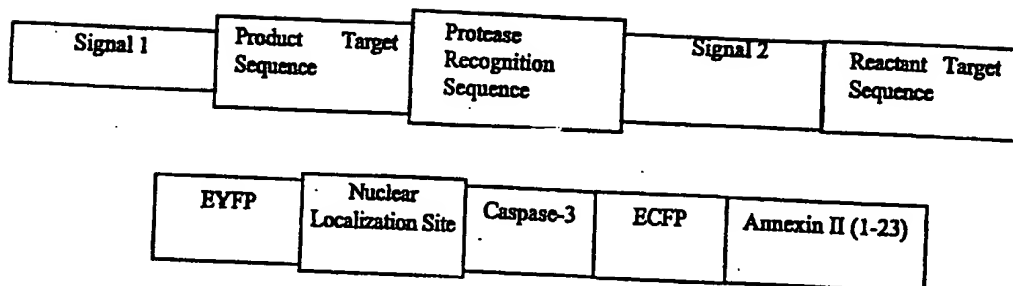 Signal 1
Product Target
Sequence
Protease
Recognition
Sequence
Signal 2
Reactant Target
Sequence
EYFP
Nuclear
Localization Site
Caspase-3
ECFP
Annexin II (1-23)